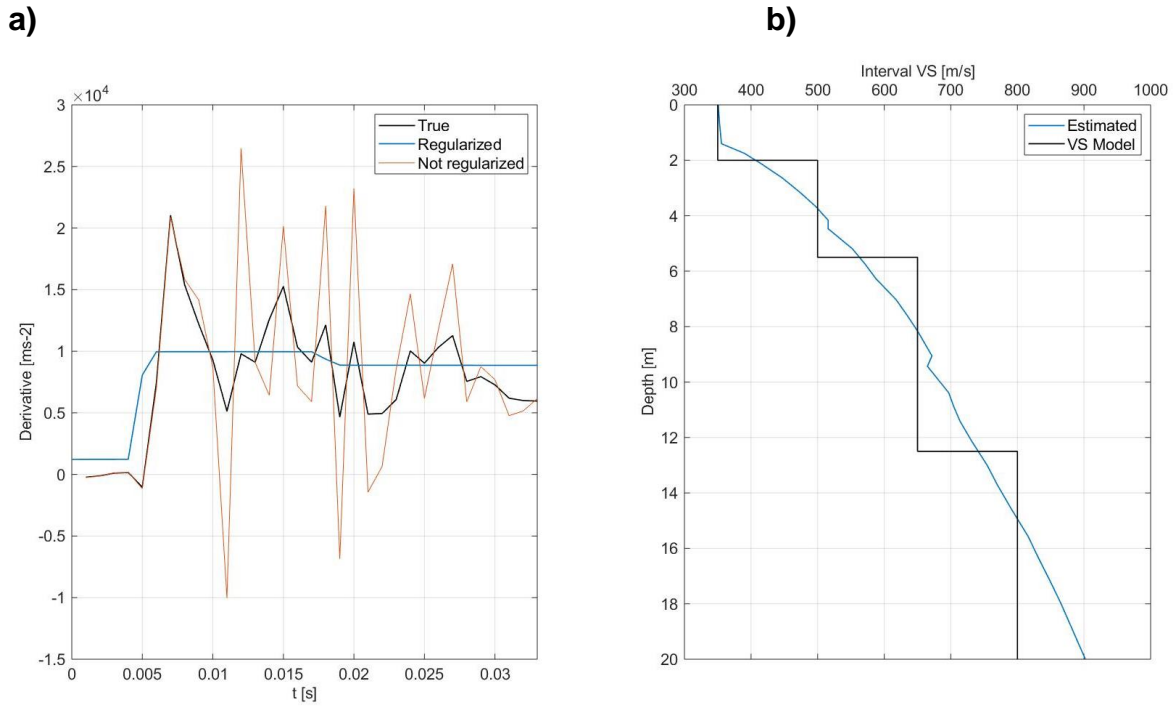 a)
×10⁴
3
2.5
2
1.5
1
0.5
0
-0.5
-1
-1.5
Derivative [ms-2]
True
Regularized
Not regularized
0 0.005 0.01 0.015 0.02 0.025 0.03
t [s]
b)
Interval VS [m/s]
300 400 500 600 700 800 900 1000
0
2
4
6
8
10
12
14
16
18
20
Depth [m]
Estimated
VS Model